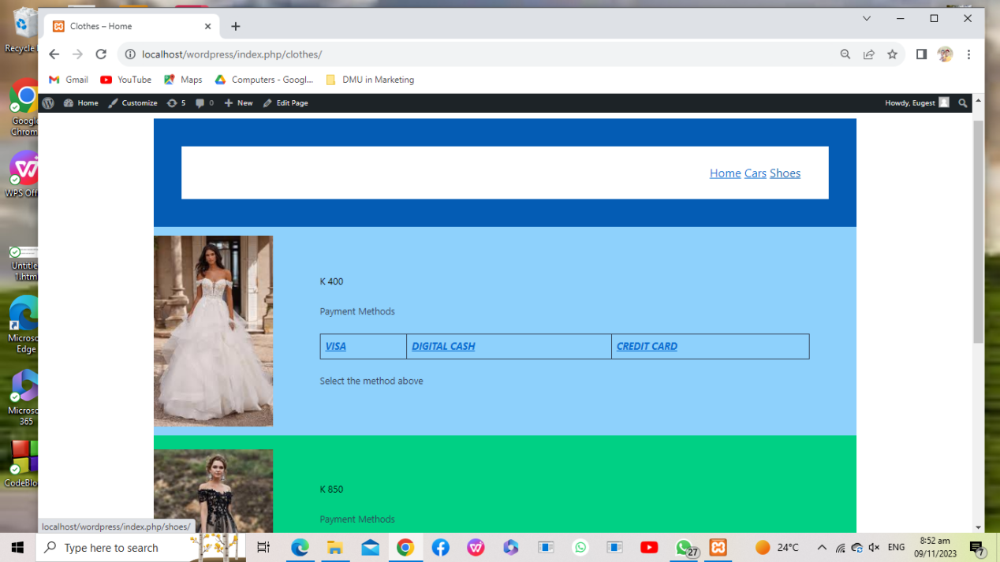 Recycle
Clothes – Home
localhost/wordpress/index.php/clothes/
Gmail YouTube Maps Computers - Googl... DMU in Marketing
Home Customize 5 0 New Edit Page Howdy, Eugest
Google
Chrom
WPS Off
Home Cars Shoes
Untitle
1.htm
K 400
Payment Methods
VISA DIGITAL CASH CREDIT CARD
Select the method above
Micros
Edge
Microso
365
CodeBlo
K 850
Payment Methods
localhost/wordpress/index.php/shoes/
Type here to search
27
24°C ENG
8:52 am
09/11/2023
7